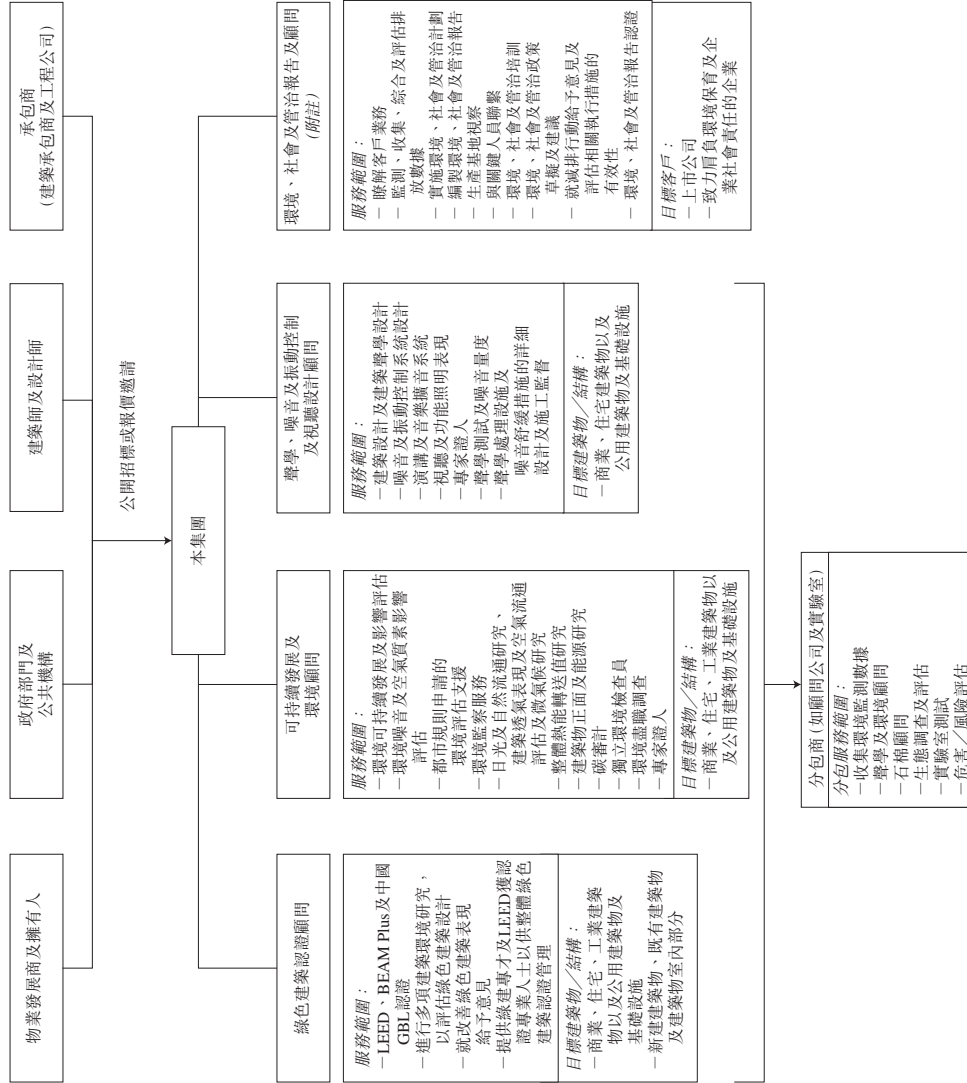 物業發展商及擁有人
政府部門及
公共機構
建築師及設計師
承包商
(建築承包商及工程公司)
公開招標或報價邀請
本集團
綠色建築認證顧問
服務範圍：
－LEED、BEAM Plus及中國
GBL認證
－進行多項建築環境研究，
以評估綠色建築設計
－就改善綠色建築表現
給予意見
－提供綠建專才及LEED獲認
證專業人士以供整體綠色
建築認證管理
目標建築物／結構：
－商業、住宅、工業建築
物以及公用建築物及
基礎設施
－新建建築物、既有建築物
及建築物室內部分
可持續發展及
環境顧問
服務範圍：
－環境可持續發展及影響評估
－環境噪音及空氣質素影響
評估
－都市規則申請的
環境評估支援
－環境監察服務
－日光及自然流通研究、
建築透氣表現及空氣流通
評估及微氣候研究
－整體熱能轉送值研究
－建築物正面及能源研究
－碳審計
－獨立環境檢查員
－環境盡職調查
－專家證人
目標建築物／結構：
－商業、住宅、工業建築物以
及公用建築物及基礎設施
聲學、噪音及振動控制
及視聽設計顧問
服務範圍：
－建築設計及建築聲學設計
－噪音及振動控制系統設計
－演講及音樂擴音系統
－視聽及功能照明表現
－專家證人
－聲學測試及噪音量度
－聲學處理設施及
噪音舒緩措施的詳細
設計及施工監督
目標建築物／結構：
－商業、住宅建築物以及
公用建築物及基礎設施
環境、社會及管治報告及顧問
(附註)
服務範圍：
－瞭解客戶業務
－監測、收集、綜合及評估排
放數據
－實施環境、社會及管治計劃
－編製環境、社會及管治報告
－生產基地視察
－與關鍵人員聯繫
－環境、社會及管治培訓
－環境、社會及管治政策
草擬及建議
－就減排行動給予意見及
評估相關執行措施的
有效性
－環境、社會及管治報告認證
目標客戶：
－上市公司
－致力肩負環境保育及企
業社會責任的企業
分包商(如顧問公司及實驗室)
分包服務範圍：
－收集環境監測數據
－聲學及環境顧問
－石棉顧問
－生態調查及評估
－實驗室測試
－危害／風險評估